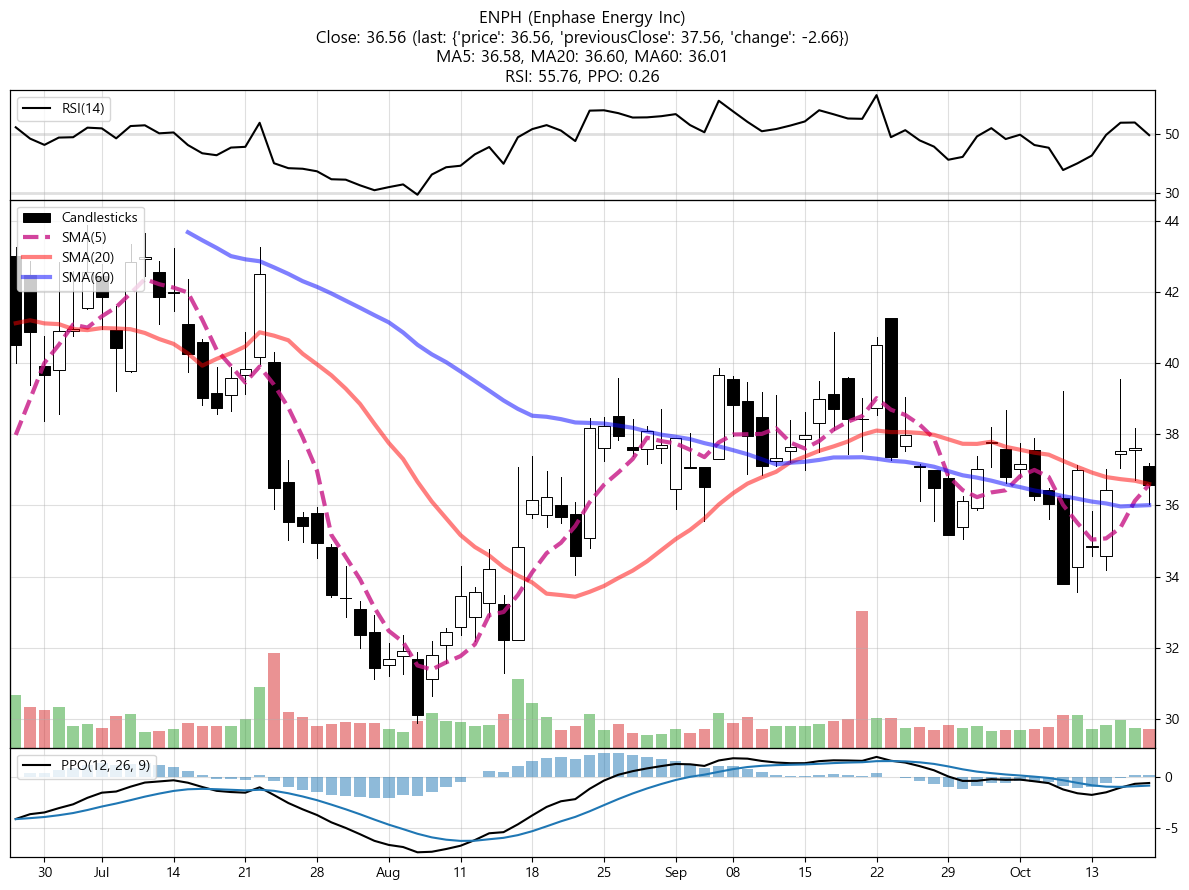 ENPH (Enphase Energy Inc)
Close: 36.56 (last: {'price': 36.56, 'previousClose': 37.56, 'change': -2.66})
MA5: 36.58, MA20: 36.60, MA60: 36.01
RSI: 55.76, PPO: 0.26
RSI(14)
50
30
Candlesticks
SMA(5)
SMA(20)
SMA(60)
44
42
40
38
36
34
32
30
PPO(12, 26, 9)
0
-5
30 Jul 14 21 28 Aug 11 18 25 Sep 08 15 22 29 Oct 13